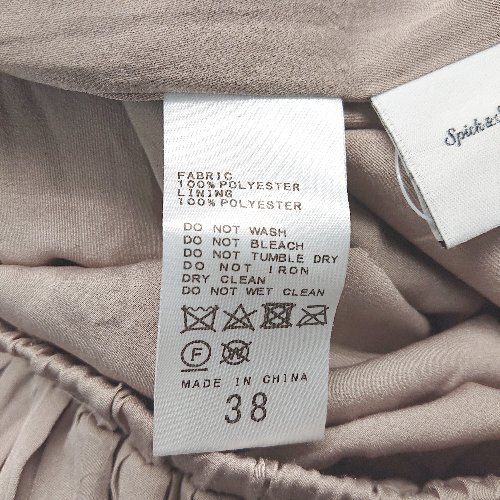 FABRIC
100% POLYESTER
LINING
100% POLYESTER
DO NOT WASH
DO NOT BLEACH
DO NOT TUMBLE DRY
DO NOT IRON
DRY CLEAN
DO NOT WET CLEAN
F W
MADE IN CHINA
38
Spick &